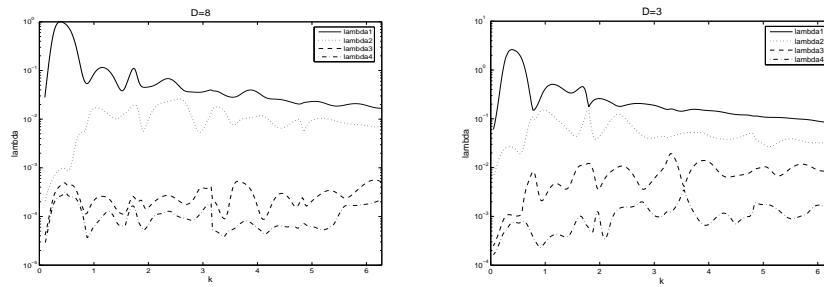 D=8
lambda1
lambda2
lambda3
lambda4
10^0
10^-1
10^-2
10^-3
10^-4
10^-5
lambda
0 1 2 3 4 5 6
k
D=3
lambda1
lambda2
lambda3
lambda4
10^1
10^0
10^-1
10^-2
10^-3
10^-4
lambda
0 1 2 3 4 5 6
k